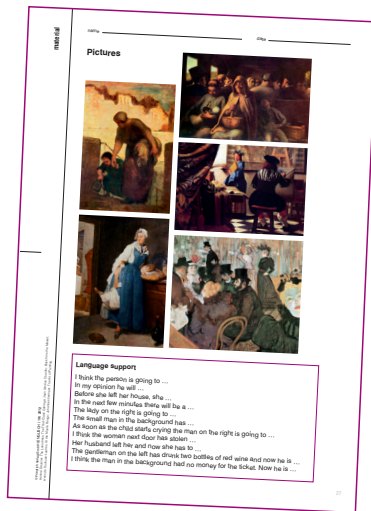 material
name
date
Pictures
Language support
I think the person is going to ...
In my opinion he will ...
Before she left her house, she ...
In the next few minutes there will be a ...
The lady on the right is going to ...
The small man in the background has ...
As soon as the child starts crying the man on the right is going to ...
I think the woman next door has stolen ...
Her husband left her and now she has to ...
The gentleman on the left has drunk two bottles of red wine and now he is ...
I think the man in the background had no money for the ticket. Now he is ...
37